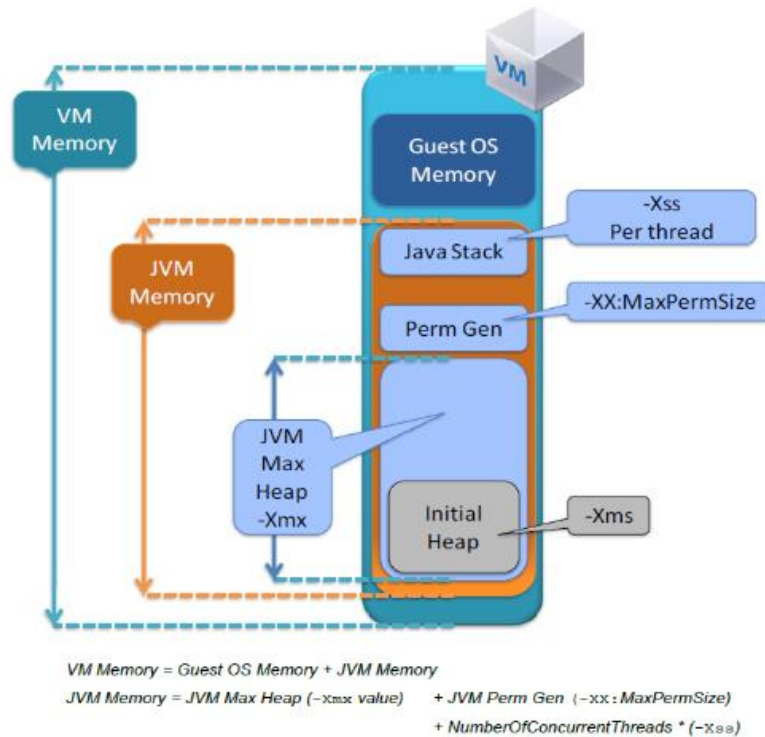 VM
VM
Memory
Guest OS
Memory
-Xss
Per thread
Java Stack
JVM
Memory
-XX:MaxPermSize
Perm Gen
JVM
Max
Heap
-Xmx
Initial
Heap
-Xms
VM Memory = Guest OS Memory + JVM Memory
JVM Memory = JVM Max Heap (-Xmx value) + JVM Perm Gen (-XX:MaxPermSize)
+ NumberOfConcurrentThreads * (-Xss)